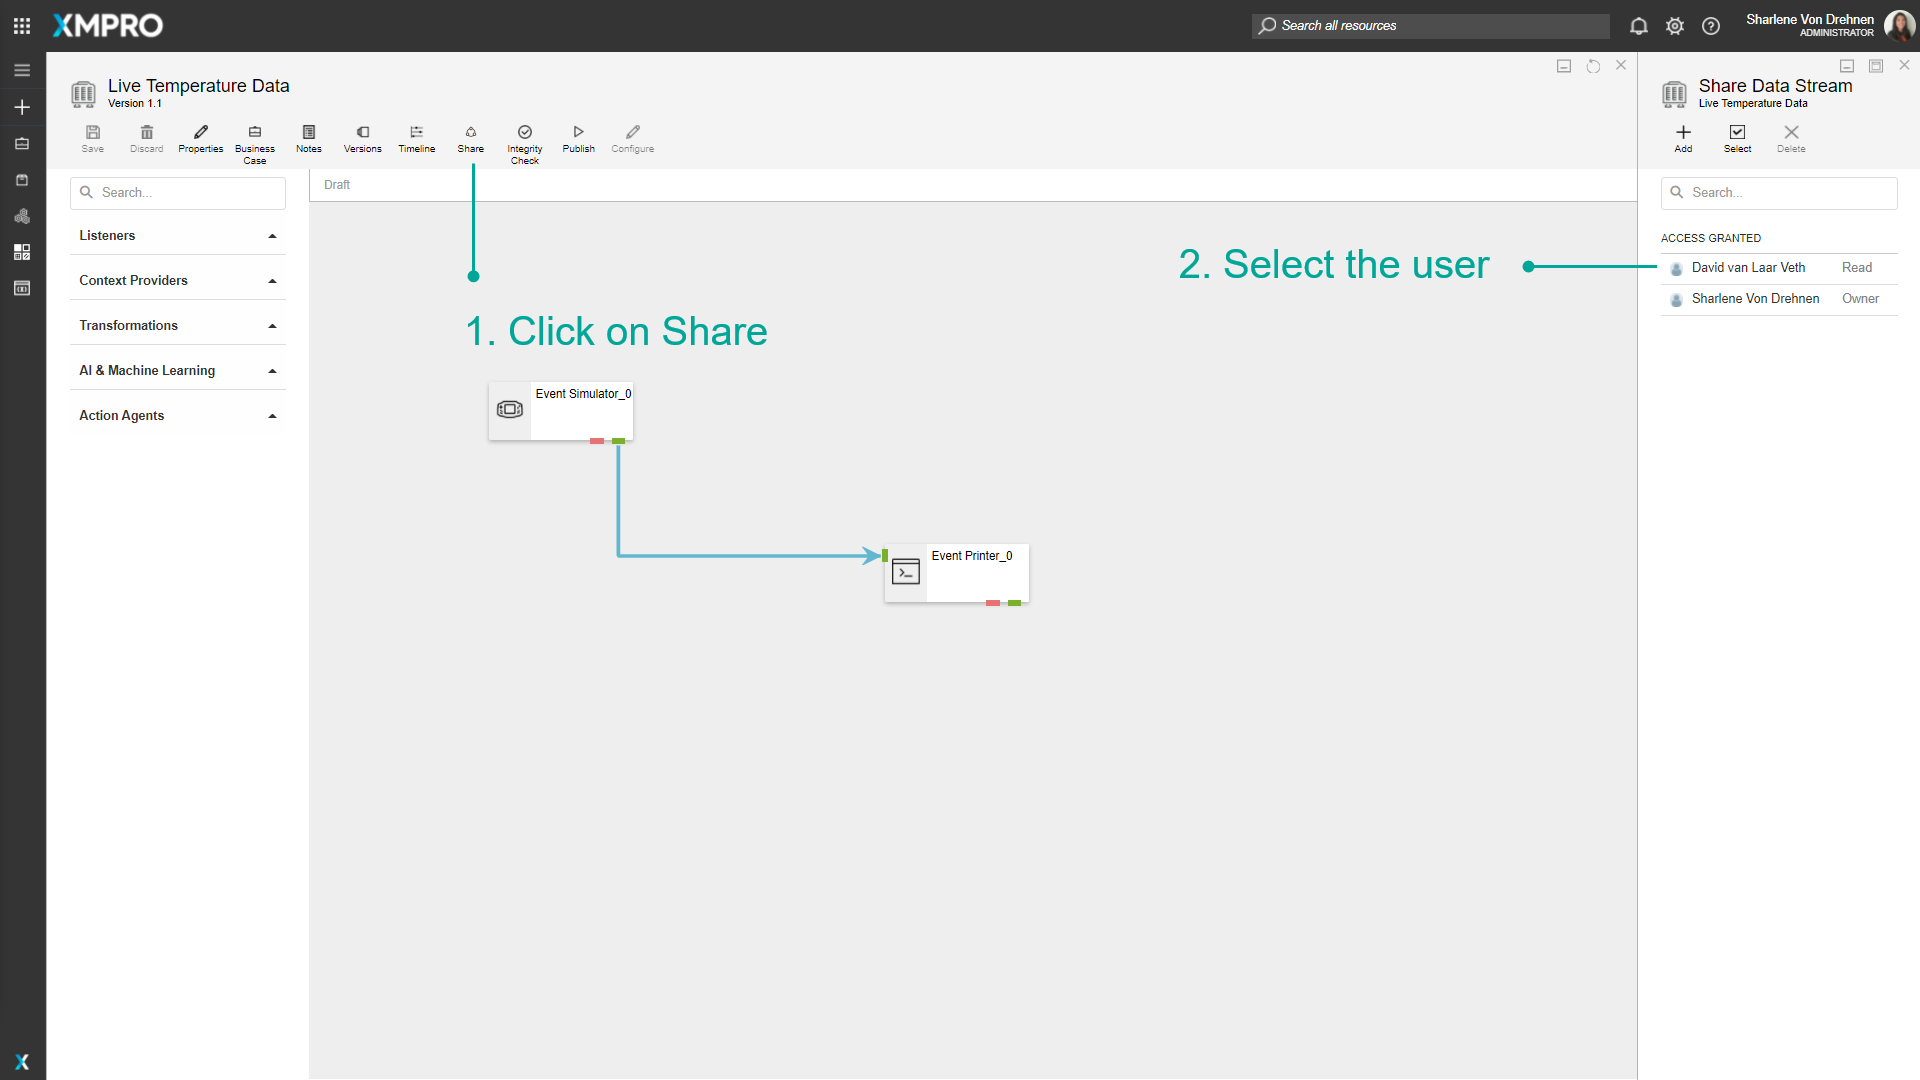 XMPRO
Search all resources
Sharlene Von Drehnen
ADMINISTRATOR
Live Temperature Data
Version 1.1
Save
Discard
Properties
Business Case
Notes
Versions
Timeline
Share
Integrity Check
Publish
Configure
Share Data Stream
Live Temperature Data
Add
Select
Delete
Search...
Listeners
Context Providers
Transformations
AI & Machine Learning
Action Agents
Draft
1. Click on Share
2. Select the user
Event Simulator_0
Event Printer_0
Search...
ACCESS GRANTED
David van Laar Veth Read
Sharlene Von Drehnen Owner
X